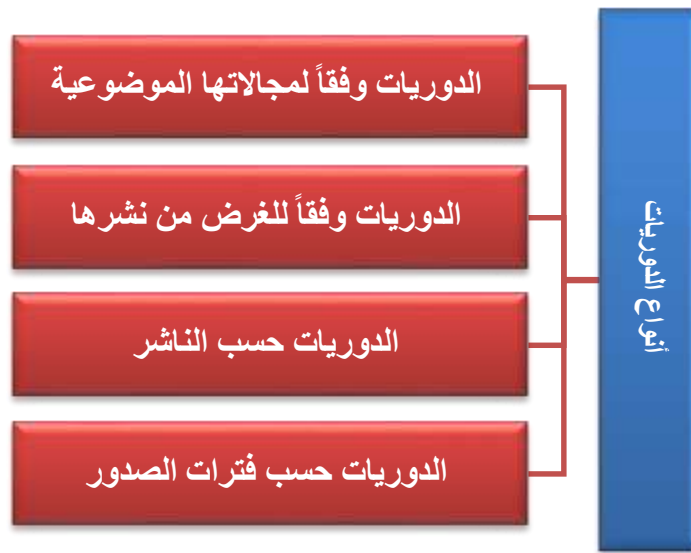 أنواع الدوريات
الدوريات وفقاً لمجالاتها الموضوعية
الدوريات وفقاً للغرض من نشرها
الدوريات حسب الناشر
الدوريات حسب فترات الصدور